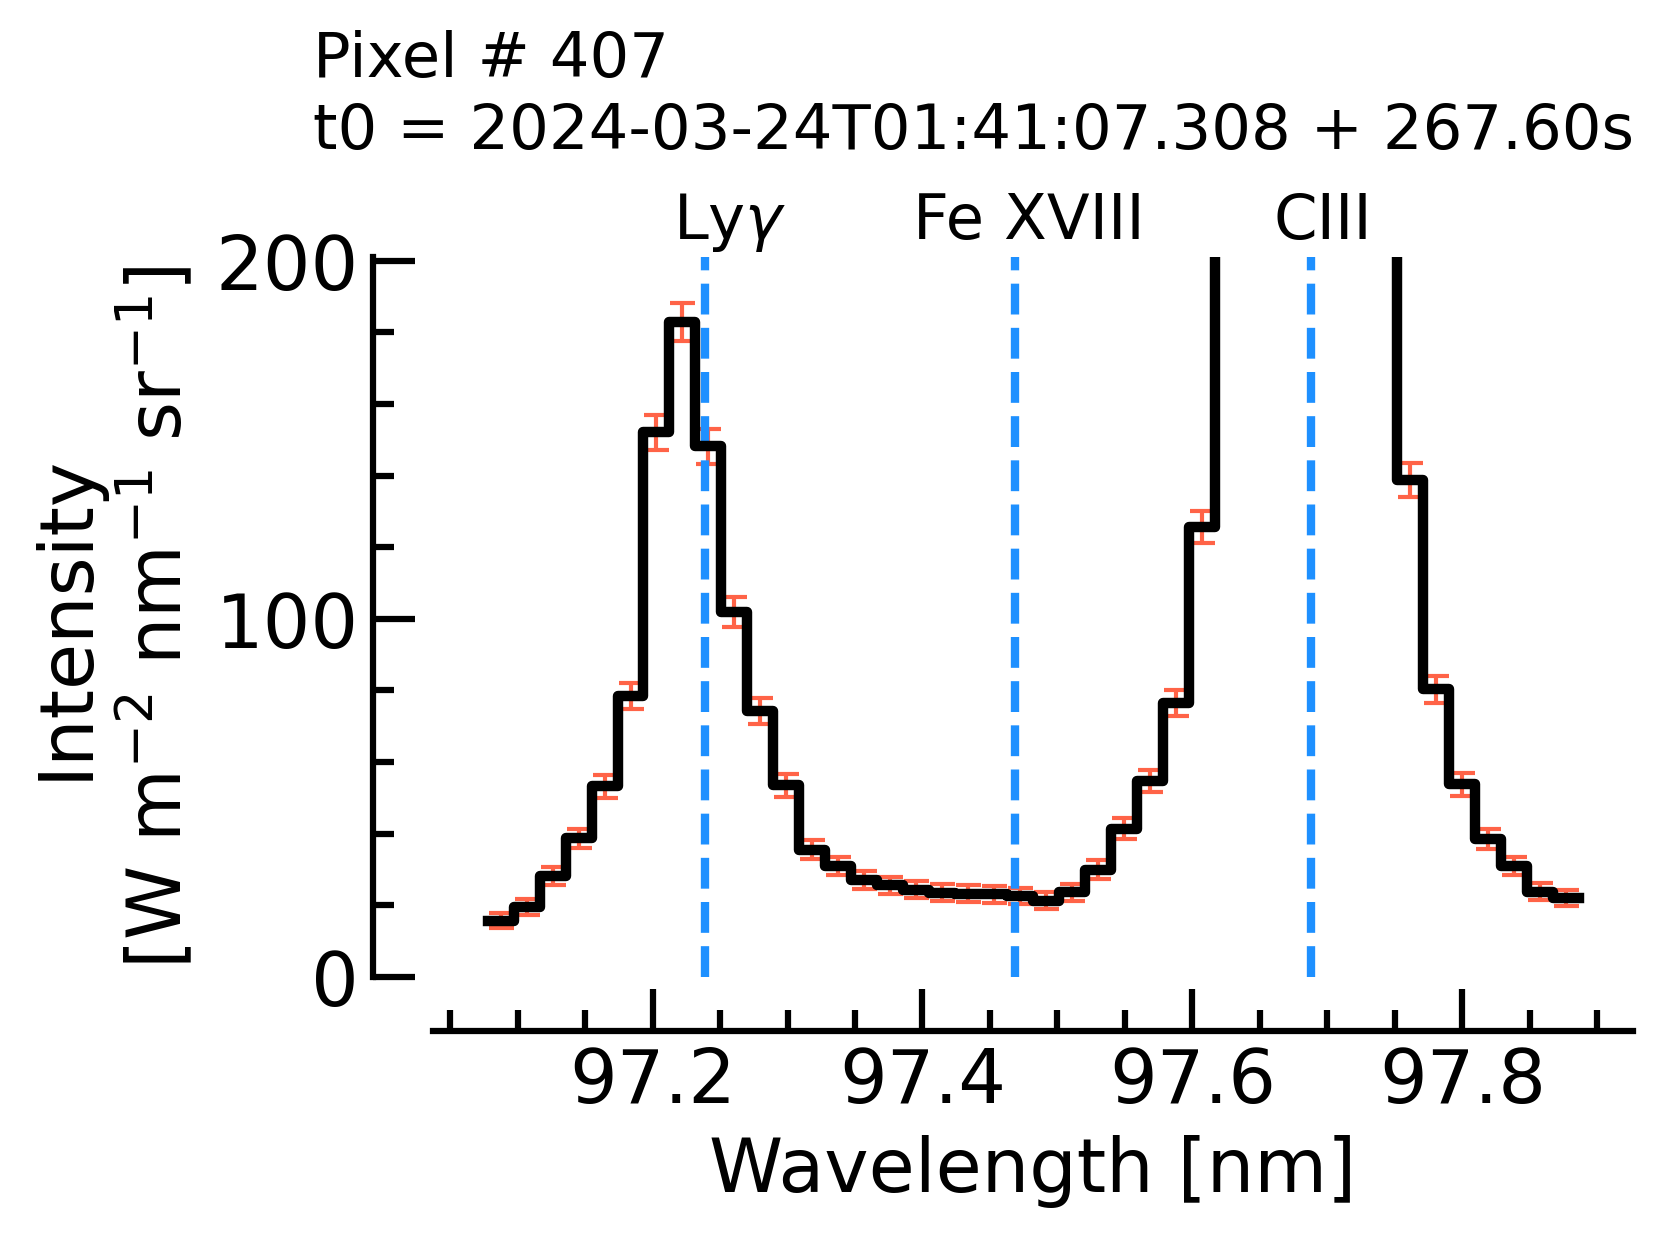 Pixel # 407
t0 = 2024-03-24T01:41:07.308 + 267.60s
Lyγ Fe XVIII CIII
Intensity
[W m⁻² nm⁻¹ sr⁻¹]
200
100
0
97.2 97.4 97.6 97.8
Wavelength [nm]